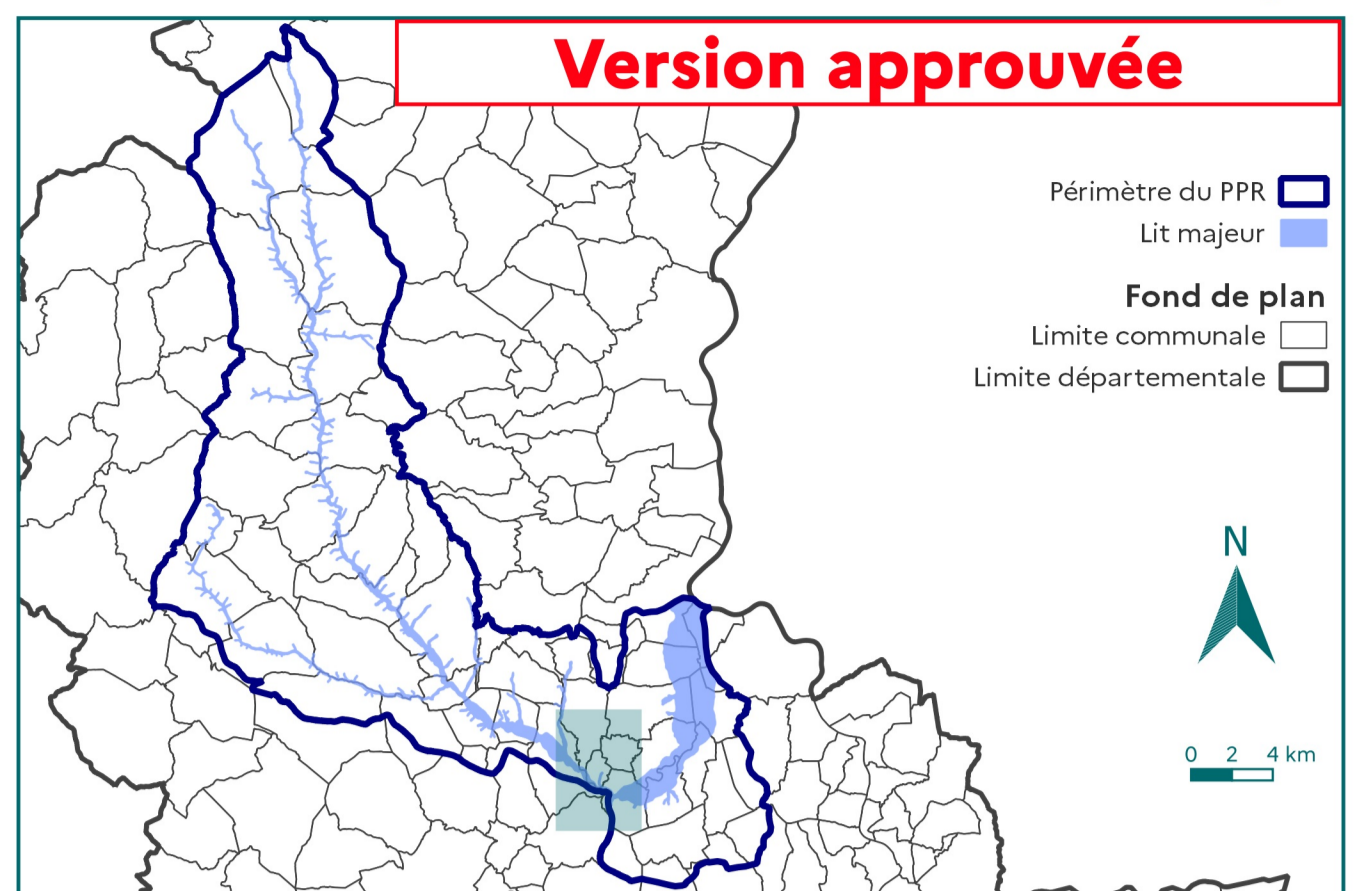 Version approuvée
Périmètre du PPR
Lit majeur
Fond de plan
Limite communale
Limite départementale
N
0 2 4 km